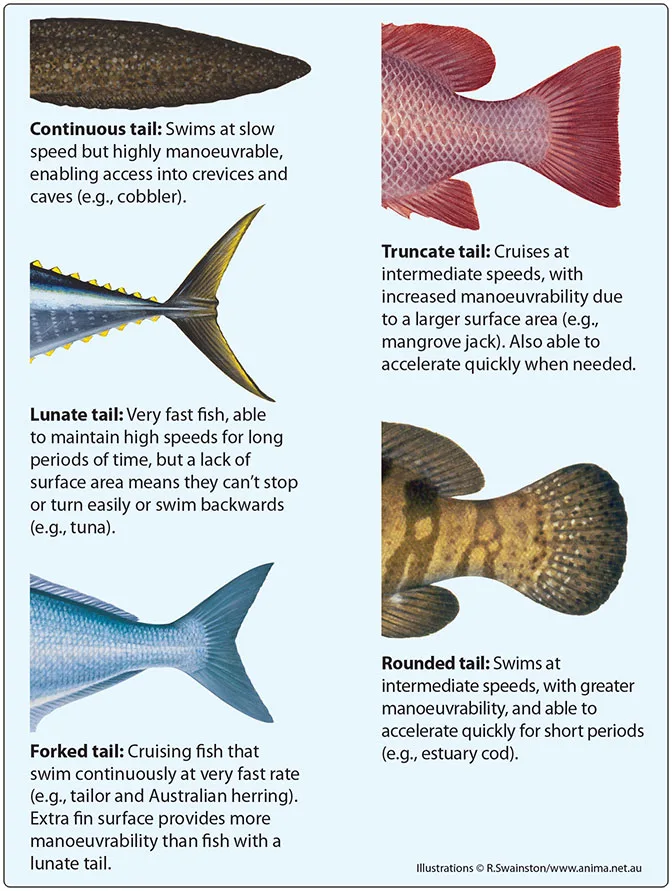 Continuous tail: Swims at slow
speed but highly manoeuvrable,
enabling access into crevices and
caves (e.g., cobbler).
Lunate tail: Very fast fish, able
to maintain high speeds for long
periods of time, but a lack of
surface area means they can't stop
or turn easily or swim backwards
(e.g., tuna).
Forked tail: Cruising fish that
swim continuously at very fast rate
(e.g., tailor and Australian herring).
Extra fin surface provides more
manoeuvrability than fish with a
lunate tail.
Truncate tail: Cruises at
intermediate speeds, with
increased manoeuvrability due
to a larger surface area (e.g.,
mangrove jack). Also able to
accelerate quickly when needed.
Rounded tail: Swims at
intermediate speeds, with greater
manoeuvrability, and able to
accelerate quickly for short periods
(e.g., estuary cod).
Illustrations © R.Swainston/www.anima.net.au